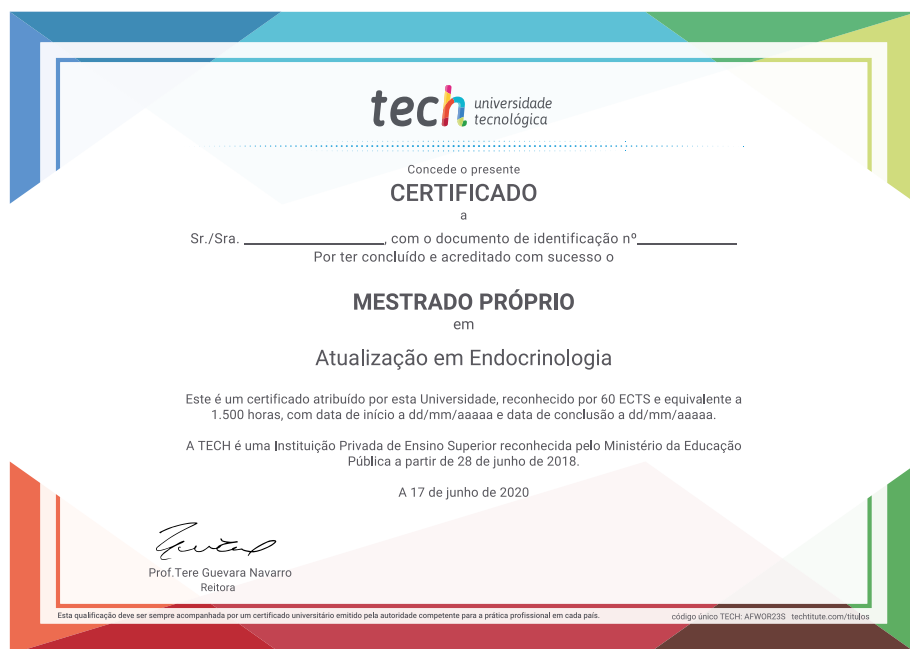 tech universidade
tecnológica
Concede o presente
CERTIFICADO
a
Sr./Sra. ________________, com o documento de identificação nº____________
Por ter concluído e acreditado com sucesso o
MESTRADO PRÓPRIO
em
Atualização em Endocrinologia
Este é um certificado atribuído por esta Universidade, reconhecido por 60 ECTS e equivalente a
1.500 horas, com data de início a dd/mm/aaaaa e data de conclusão a dd/mm/aaaaa.
A TECH é uma Instituição Privada de Ensino Superior reconhecida pelo Ministério da Educação
Pública a partir de 28 de junho de 2018.
A 17 de junho de 2020
Prof.Tere Guevara Navarro
Reitora
Esta qualificação deve ser sempre acompanhada por um certificado universitário emitido pela autoridade competente para a prática profissional em cada país.
código único TECH: AFWOR23S techtitute.com/titulos